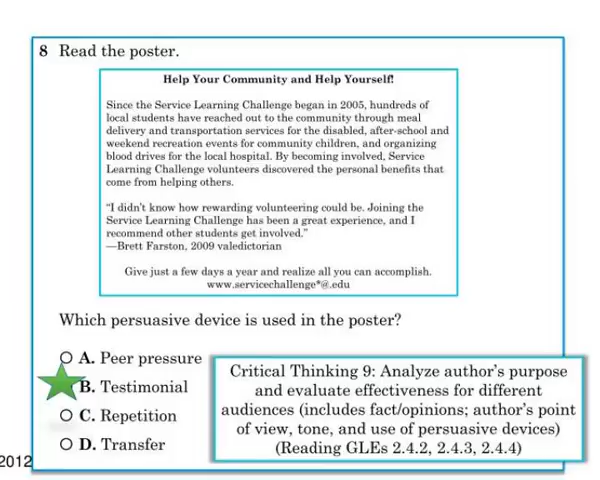 8 Read the poster.
Help Your Community and Help Yourself!
Since the Service Learning Challenge began in 2005, hundreds of
local students have reached out to the community through meal
delivery and transportation services for the disabled, after-school and
weekend recreation events for community children, and organizing
blood drives for the local hospital. By becoming involved, Service
Learning Challenge volunteers discovered the personal benefits that
come from helping others.
“I didn’t know how rewarding volunteering could be. Joining the
Service Learning Challenge has been a great experience, and I
recommend other students get involved.”
—Brett Farston, 2009 valedictorian
Give just a few days a year and realize all you can accomplish.
www.servicechallenge*@.edu
Which persuasive device is used in the poster?
A. Peer pressure
B. Testimonial
C. Repetition
D. Transfer
Critical Thinking 9: Analyze author’s purpose
and evaluate effectiveness for different
audiences (includes fact/opinions; author’s point
of view, tone, and use of persuasive devices)
(Reading GLEs 2.4.2, 2.4.3, 2.4.4)
2012